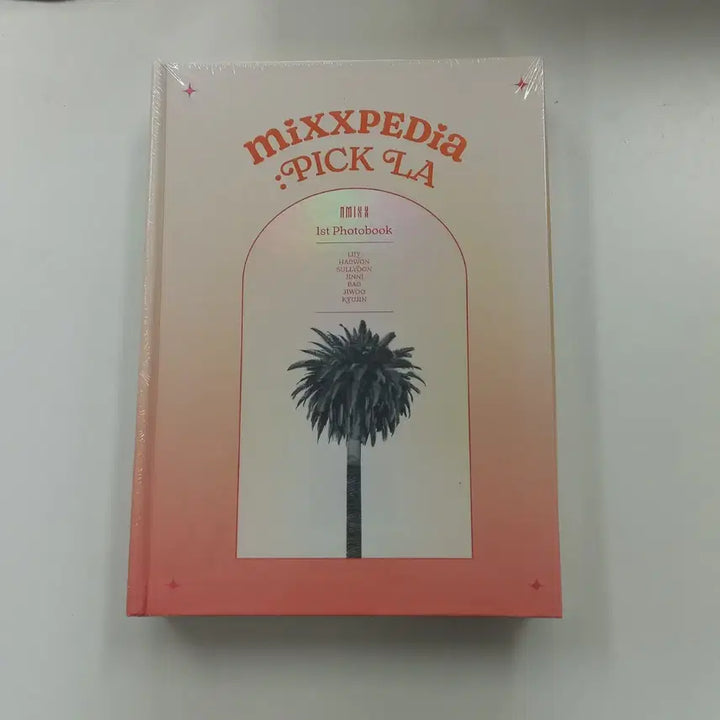 miXXPEDia
:PICK LA
NMIXX
1st Photobook
LILY
HAEWON
SULLYOON
JINNI
BAE
JIWOO
KYUJIN